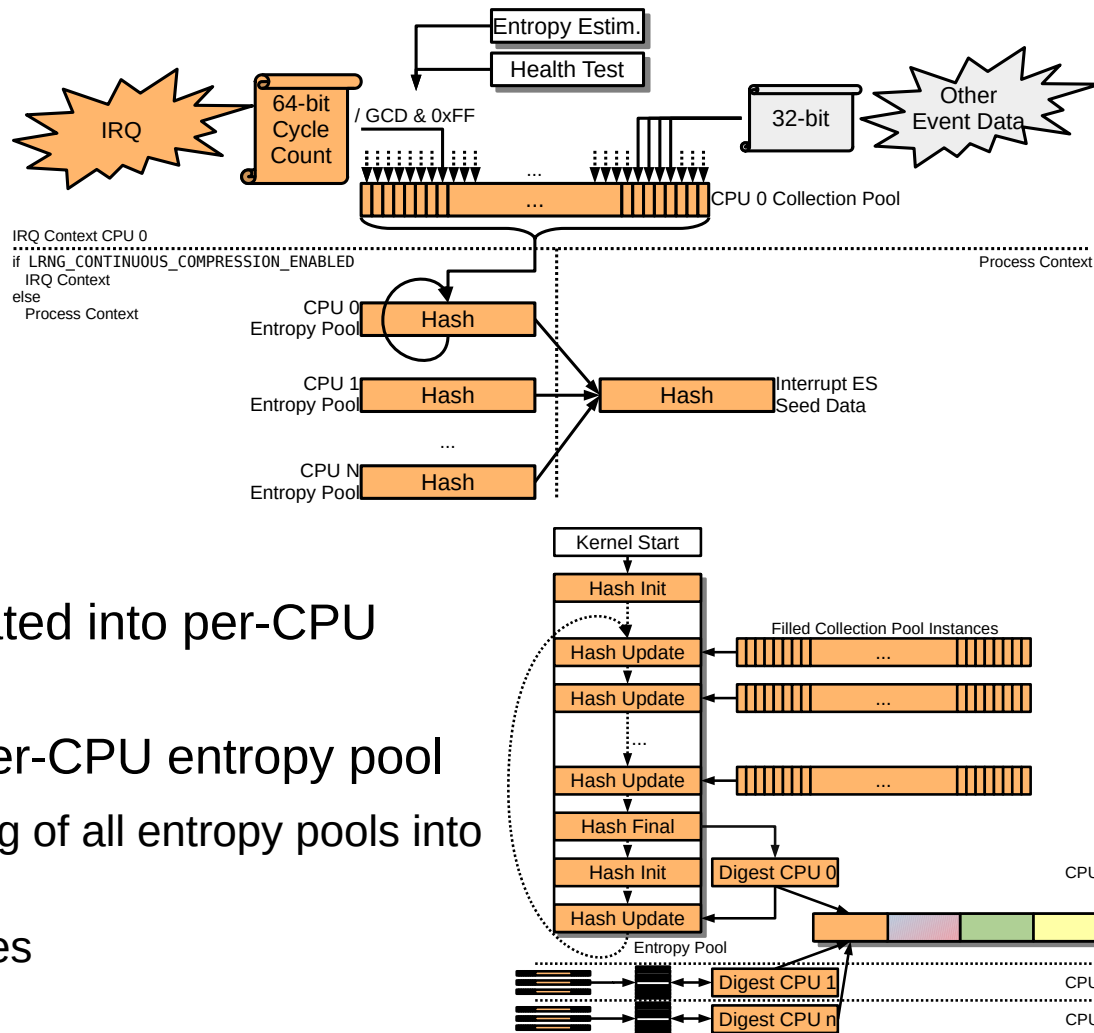 Entropy Estim.
Health Test
IRQ
64-bit
Cycle
Count
/ GCD & 0xFF
32-bit
Other
Event Data
...
...
CPU 0 Collection Pool
IRQ Context CPU 0
if LRNG_CONTINUOUS_COMPRESSION_ENABLED
IRQ Context
else
Process Context
Process Context
CPU 0
Entropy Pool
Hash
CPU 1
Entropy Pool
Hash
Hash
Interrupt ES
Seed Data
...
CPU N
Entropy Pool
Hash
Kernel Start
Hash Init
ated into per-CPU
Filled Collection Pool Instances
Hash Update
...
Hash Update
...
...
er-CPU entropy pool
Hash Update
...
g of all entropy pools into
Hash Final
Hash Init
Digest CPU 0
CPU
Hash Update
es
Entropy Pool
Digest CPU 1
CPU
Digest CPU n
CPU